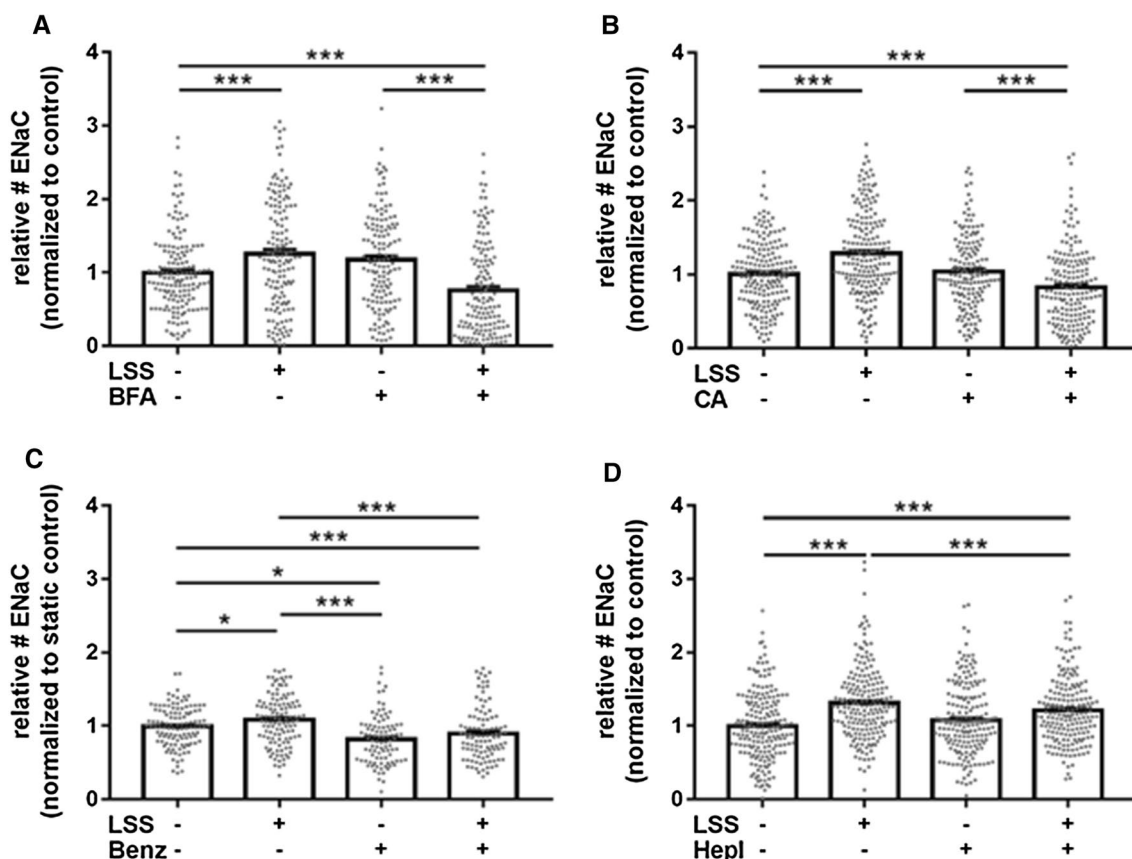 A
relative # ENaC
(normalized to control)
4
3
2
1
0
***
***
***
LSS - + - +
BFA - - + +
B
relative # ENaC
(normalized to control)
4
3
2
1
0
***
***
***
LSS - + - +
CA - - + +
C
relative # ENaC
(normalized to static control)
4
3
2
1
0
***
***
*
***
*
LSS - + - +
Benz - - + +
D
relative # ENaC
(normalized to control)
4
3
2
1
0
***
***
***
LSS - + - +
HepI - - + +